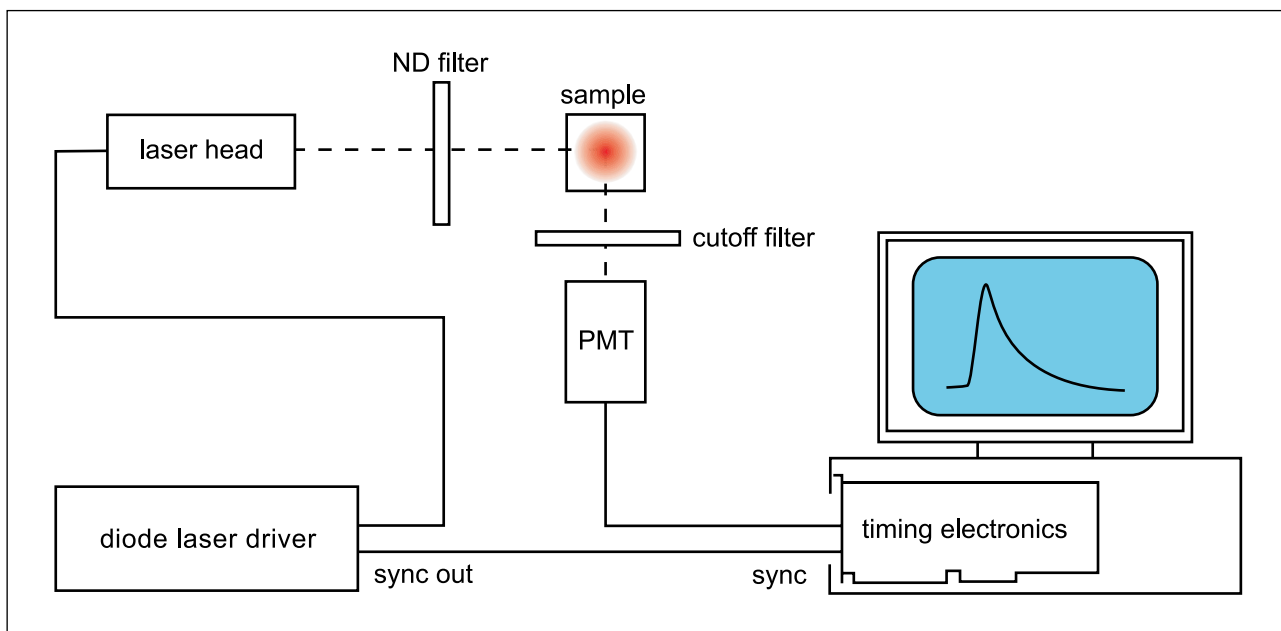 ND filter
sample
laser head
cutoff filter
PMT
diode laser driver
timing electronics
sync out
sync